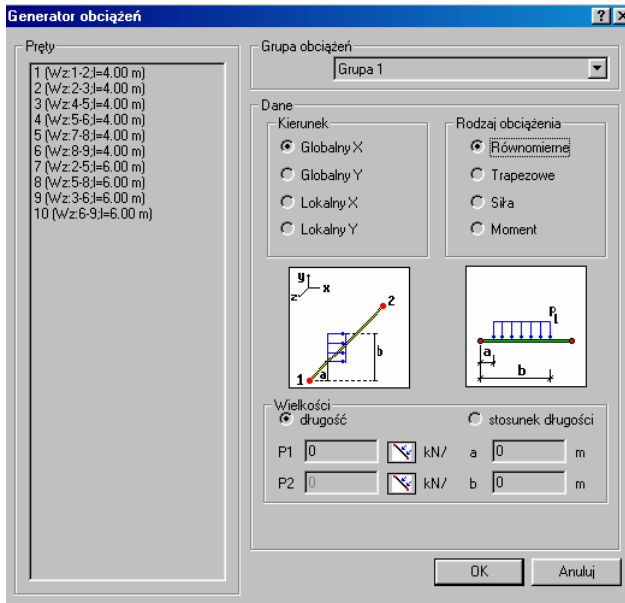 Generator obciążeń
Pręty
1 (Wz:1-2;l=4.00 m)
2 (Wz:2-3;l=4.00 m)
3 (Wz:4-5;l=4.00 m)
4 (Wz:5-6;l=4.00 m)
5 (Wz:7-8;l=4.00 m)
6 (Wz:8-9;l=4.00 m)
7 (Wz:2-5;l=6.00 m)
8 (Wz:5-8;l=6.00 m)
9 (Wz:3-6;l=6.00 m)
10 (Wz:6-9;l=6.00 m)
Grupa obciążeń
Grupa 1
Dane
Kierunek
Globalny X
Globalny Y
Lokalny X
Lokalny Y
Rodzaj obciążenia
Równomierne
Trapezowe
Siła
Moment
y
x
z
2
b
1
a
P1
a
b
Wielkości
długość
stosunek długości
P1 0 kN/ a 0 m
P2 0 kN/ b 0 m
OK
Anuluj